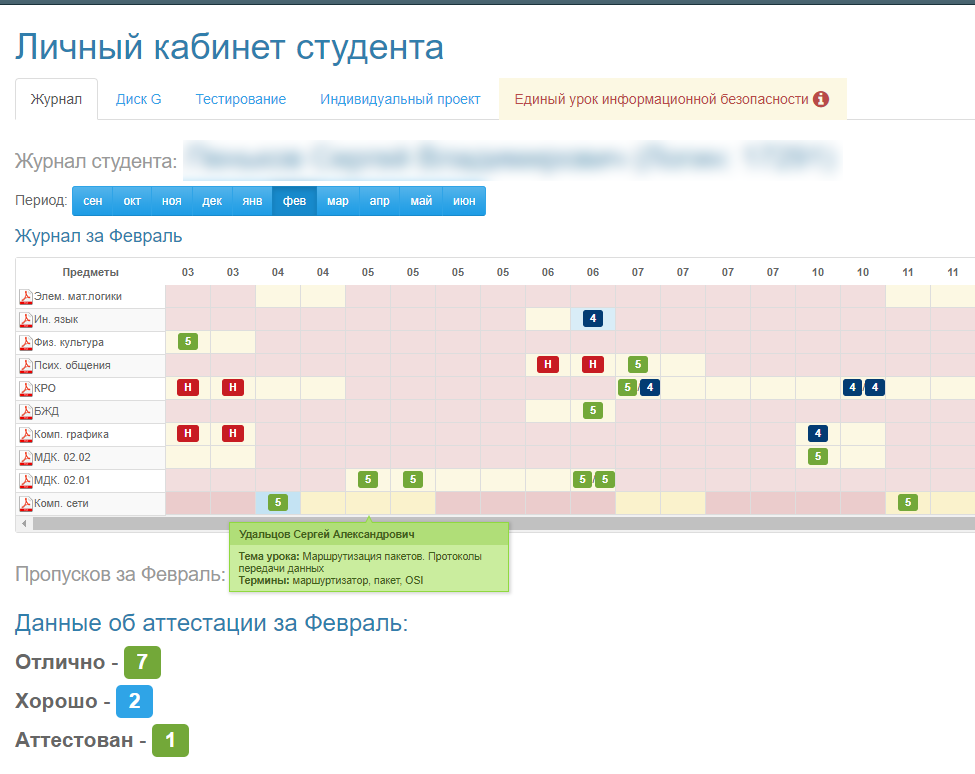 Личный кабинет студента
Журнал Диск G Тестирование Индивидуальный проект Единый урок информационной безопасности
Журнал студента:
Период: сен окт ноя дек янв фев мар апр май июн
Журнал за Февраль
Предметы 03 03 04 04 05 05 05 05 06 06 07 07 07 07 10 10 11 11
Элем. мат.логики
Ин. язык 4
Физ. культура 5
Псих. общения Н Н 5
КРО Н Н 5/4 4/4
БЖД 5
Комп. графика Н Н 4
МДК. 02.02 5
МДК. 02.01 5 5 5/5
Комп. сети 5 5
Удальцов Сергей Александрович
Тема урока: Маршрутизация пакетов. Протоколы
передачи данных
Термины: маршуртизатор, пакет, OSI
Пропусков за Февраль:
Данные об аттестации за Февраль:
Отлично - 7
Хорошо - 2
Аттестован - 1